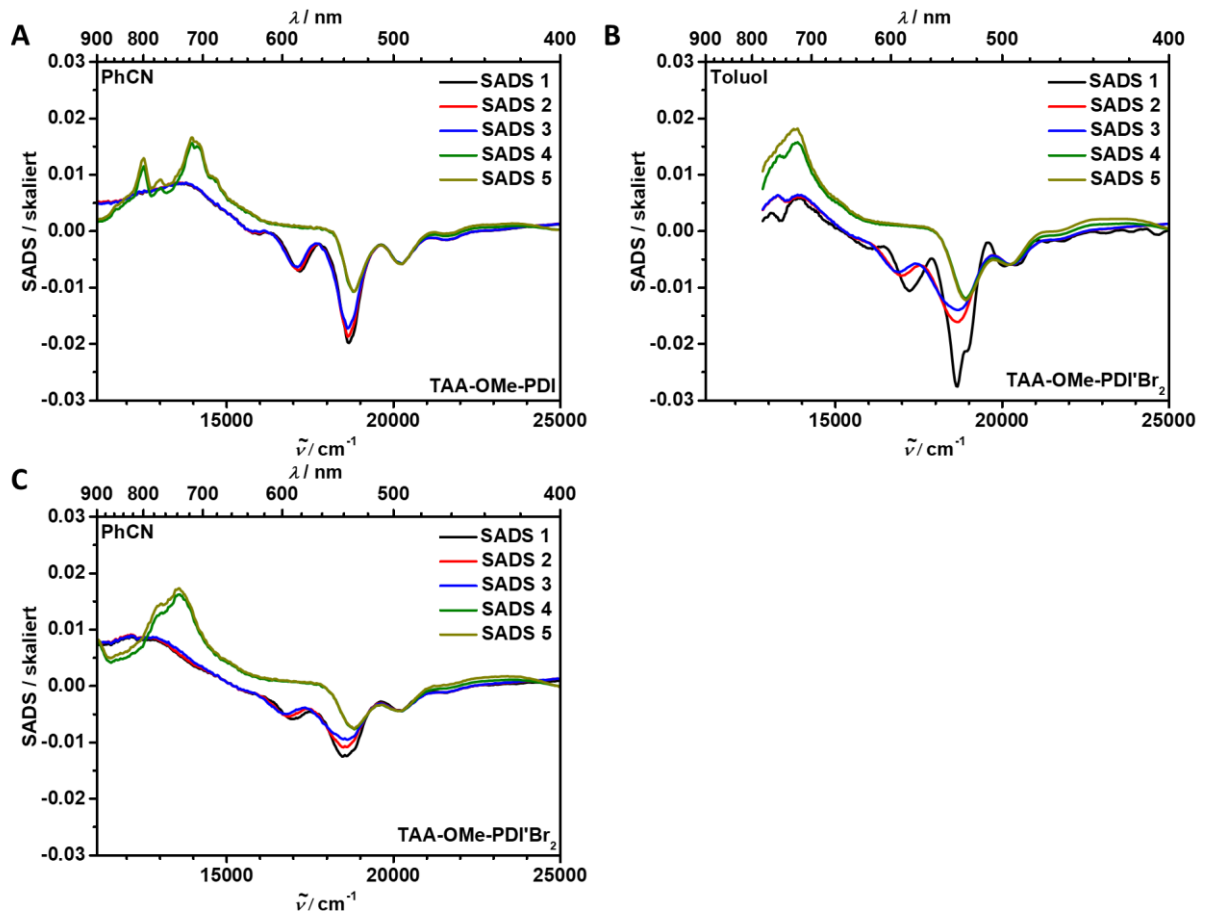 A
λ / nm
900 800 700 600 500 400
PhCN
SADS 1
SADS 2
SADS 3
SADS 4
SADS 5
0.03
0.02
0.01
0.00
-0.01
-0.02
-0.03
SADS / skaliert
TAA-OMe-PDI
15000 20000 25000
ν̃ / cm⁻¹
B
λ / nm
900 800 700 600 500 400
Toluol
SADS 1
SADS 2
SADS 3
SADS 4
SADS 5
0.03
0.02
0.01
0.00
-0.01
-0.02
-0.03
SADS / skaliert
TAA-OMe-PDI'Br₂
15000 20000 25000
ν̃ / cm⁻¹
C
λ / nm
900 800 700 600 500 400
PhCN
SADS 1
SADS 2
SADS 3
SADS 4
SADS 5
0.03
0.02
0.01
0.00
-0.01
-0.02
-0.03
SADS / skaliert
TAA-OMe-PDI'Br₂
15000 20000 25000
ν̃ / cm⁻¹